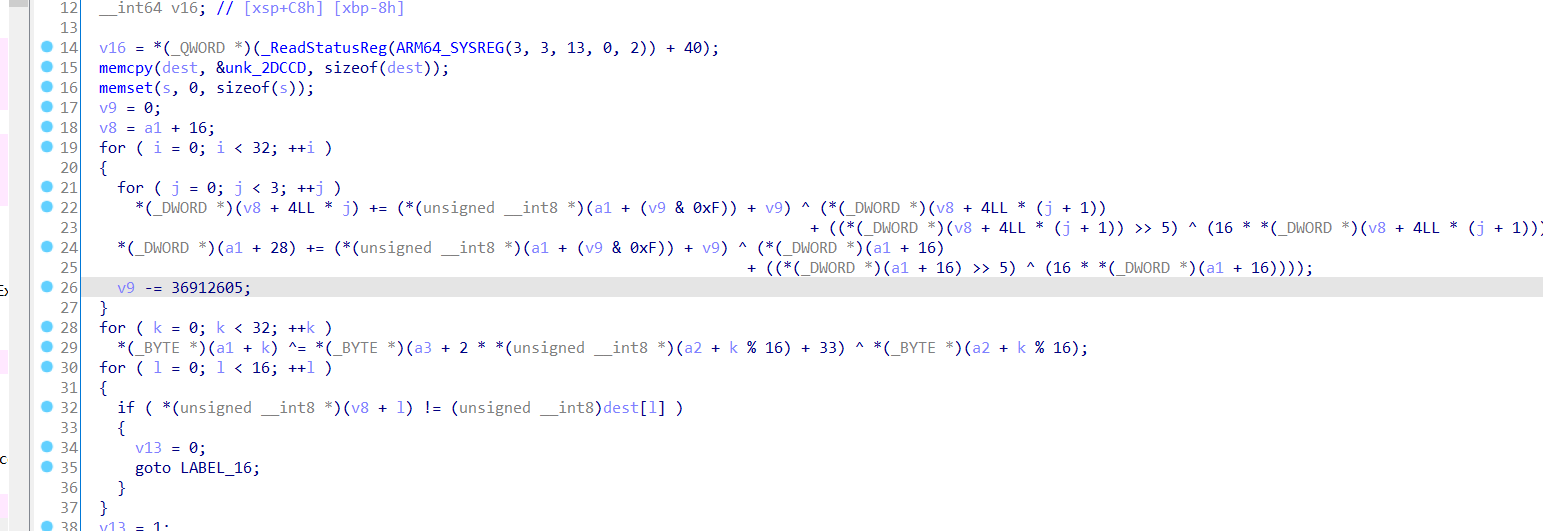 12 __int64 v16; // [xsp+C8h] [xbp-8h]
13
14 v16 = *(_QWORD *)(_ReadStatusReg(ARM64_SYSREG(3, 3, 13, 0, 2)) + 40);
15 memcpy(dest, &unk_2DCCD, sizeof(dest));
16 memset(s, 0, sizeof(s));
17 v9 = 0;
18 v8 = a1 + 16;
19 for ( i = 0; i < 32; ++i )
20 {
21 for ( j = 0; j < 3; ++j )
22 *(_DWORD *)(v8 + 4LL * j) += (*(unsigned __int8 *)(a1 + (v9 & 0xF)) + v9) ^ (*(_DWORD *)(v8 + 4LL * (j + 1))
23 + ((*(_DWORD *)(v8 + 4LL * (j + 1)) >> 5) ^ (16 * *(_DWORD *)(v8 + 4LL * (j + 1)))
24 *(_DWORD *)(a1 + 28) += (*(unsigned __int8 *)(a1 + (v9 & 0xF)) + v9) ^ (*(_DWORD *)(a1 + 16)
25 + ((*(_DWORD *)(a1 + 16) >> 5) ^ (16 * *(_DWORD *)(a1 + 16))));
26 v9 -= 36912605;
27 }
28 for ( k = 0; k < 32; ++k )
29 *(_BYTE *)(a1 + k) ^= *(_BYTE *)(a3 + 2 * *(unsigned __int8 *)(a2 + k % 16) + 33) ^ *(_BYTE *)(a2 + k % 16);
30 for ( l = 0; l < 16; ++l )
31 {
32 if ( *(unsigned __int8 *)(v8 + l) != (unsigned __int8)dest[l] )
33 {
34 v13 = 0;
35 goto LABEL_16;
36 }
37 }
38 v13 = 1;